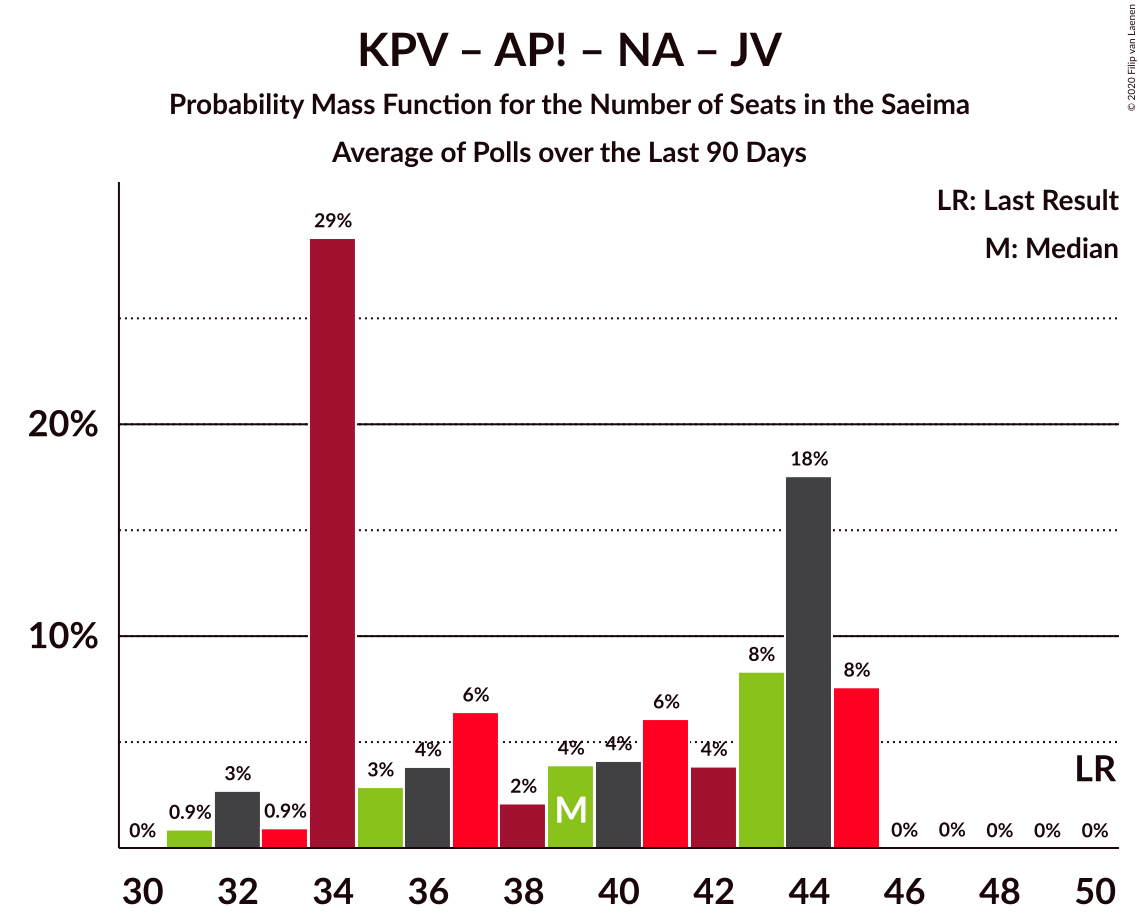 KPV – AP! – NA – JV
Probability Mass Function for the Number of Seats in the Saeima
Average of Polls over the Last 90 Days
© 2020 Filip van Laenen
LR: Last Result
M: Median
29%
20%
18%
10%
8%
8%
6%
6%
4%
4%
4%
4%
3%
3%
2%
0.9%
0.9%
M
LR
0%
0%
0%
0%
0%
0%
30 32 34 36 38 40 42 44 46 48 50